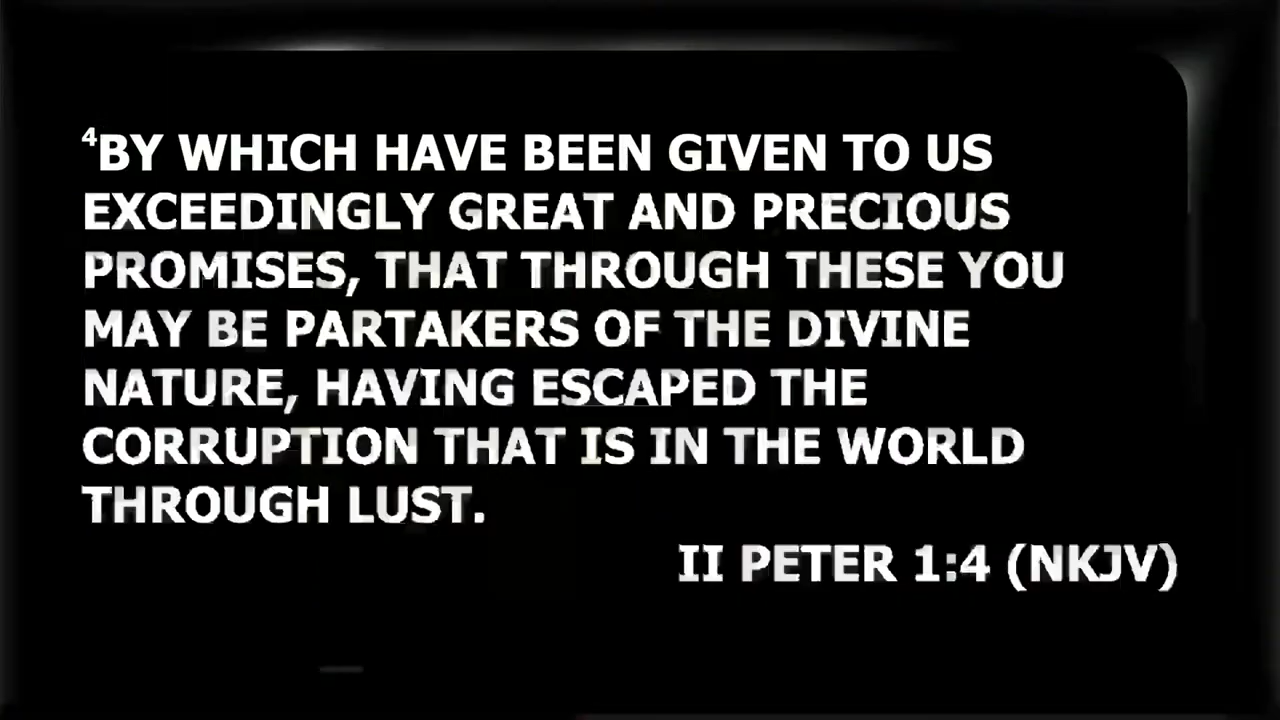 ⁴BY WHICH HAVE BEEN GIVEN TO US
EXCEEDINGLY GREAT AND PRECIOUS
PROMISES, THAT THROUGH THESE YOU
MAY BE PARTAKERS OF THE DIVINE
NATURE, HAVING ESCAPED THE
CORRUPTION THAT IS IN THE WORLD
THROUGH LUST.
II PETER 1:4 (NKJV)